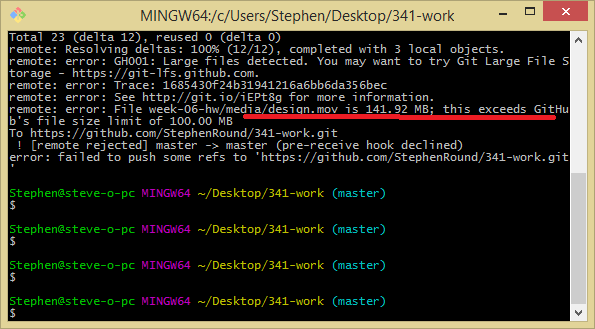 MINGW64:/c/Users/Stephen/Desktop/341-work
Total 23 (delta 12), reused 0 (delta 0)
remote: Resolving deltas: 100% (12/12), completed with 3 local objects.
remote: error: GH001: Large files detected. You may want to try Git Large File S
torage - https://git-lfs.github.com.
remote: error: Trace: 1685430f24b31941216a6bb6da356bec
remote: error: See http://git.io/iEPt8g for more information.
remote: error: File week-06-hw/media/design.mov is 141.92 MB; this exceeds GitHu
b's file size limit of 100.00 MB
To https://github.com/StephenRound/341-work.git
 ! [remote rejected] master -> master (pre-receive hook declined)
error: failed to push some refs to 'https://github.com/StephenRound/341-work.git
'
Stephen@steve-o-pc MINGW64 ~/Desktop/341-work (master)
$
Stephen@steve-o-pc MINGW64 ~/Desktop/341-work (master)
$
Stephen@steve-o-pc MINGW64 ~/Desktop/341-work (master)
$
Stephen@steve-o-pc MINGW64 ~/Desktop/341-work (master)
$